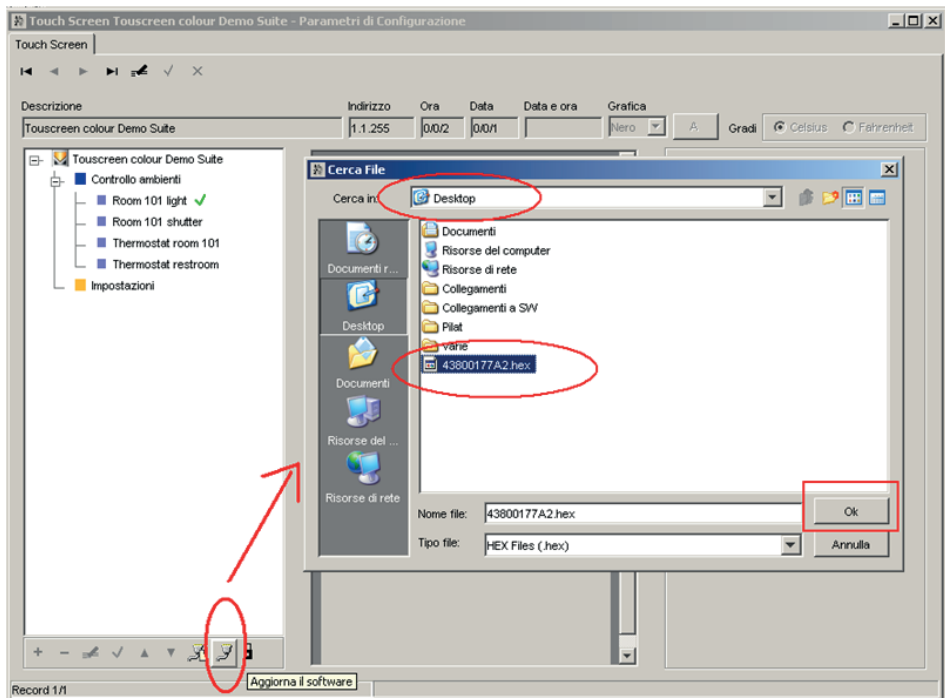 Touch Screen Touscreen colour Demo Suite - Parametri di Configurazione
Touch Screen
Descrizione Indirizzo Ora Data Data e ora Grafica
Touscreen colour Demo Suite 1.1.255 0/0/2 0/0/1 Nero A Gradi Celsius Fahrenheit
Touscreen colour Demo Suite
Controllo ambienti
Room 101 light
Room 101 shutter
Thermostat room 101
Thermostat restroom
Impostazioni
Cerca File
Cerca in: Desktop
Documenti r...
Desktop
Documenti
Risorse del ...
Risorse di rete
Documenti
Risorse del computer
Risorse di rete
Collegamenti
Collegamenti a SW
Pilat
varie
43800177A2.hex
Nome file: 43800177A2.hex Ok
Tipo file: HEX Files (.hex) Annulla
Aggiorna il software
Record 1/1